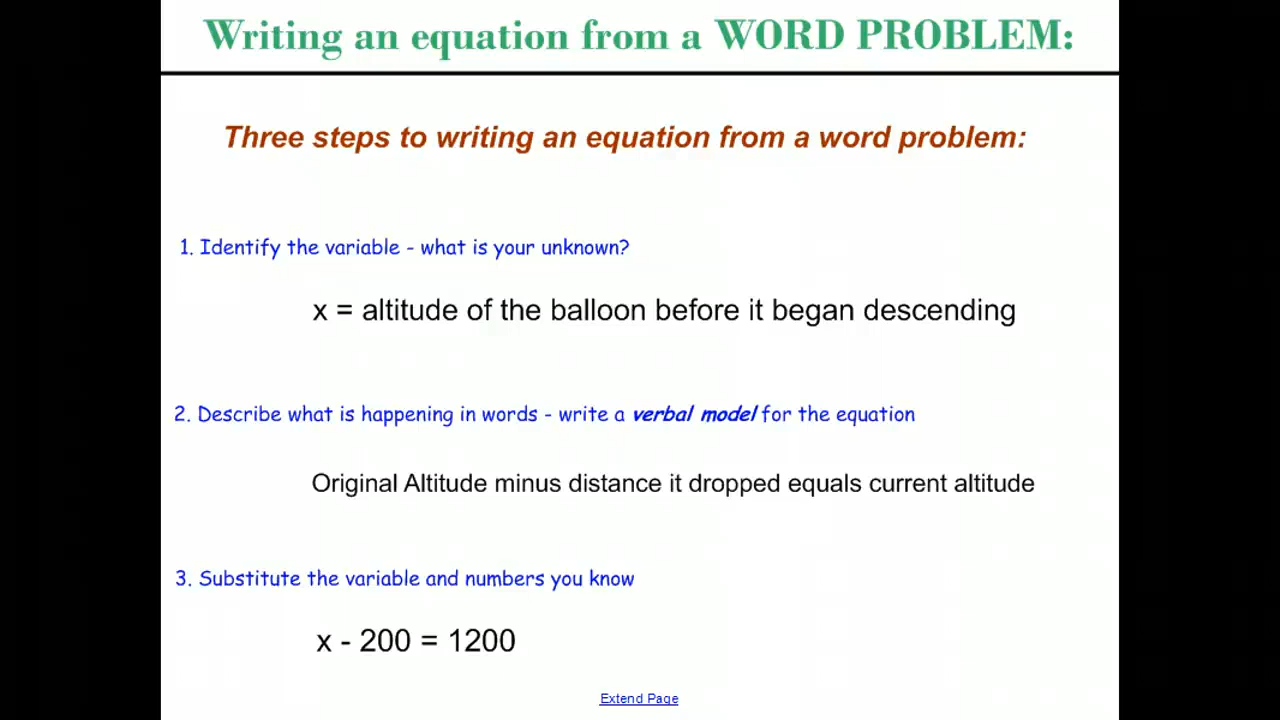 Writing an equation from a WORD PROBLEM:
Three steps to writing an equation from a word problem:
1. Identify the variable - what is your unknown?
x = altitude of the balloon before it began descending
2. Describe what is happening in words - write a verbal model for the equation
Original Altitude minus distance it dropped equals current altitude
3. Substitute the variable and numbers you know
x - 200 = 1200
Extend Page